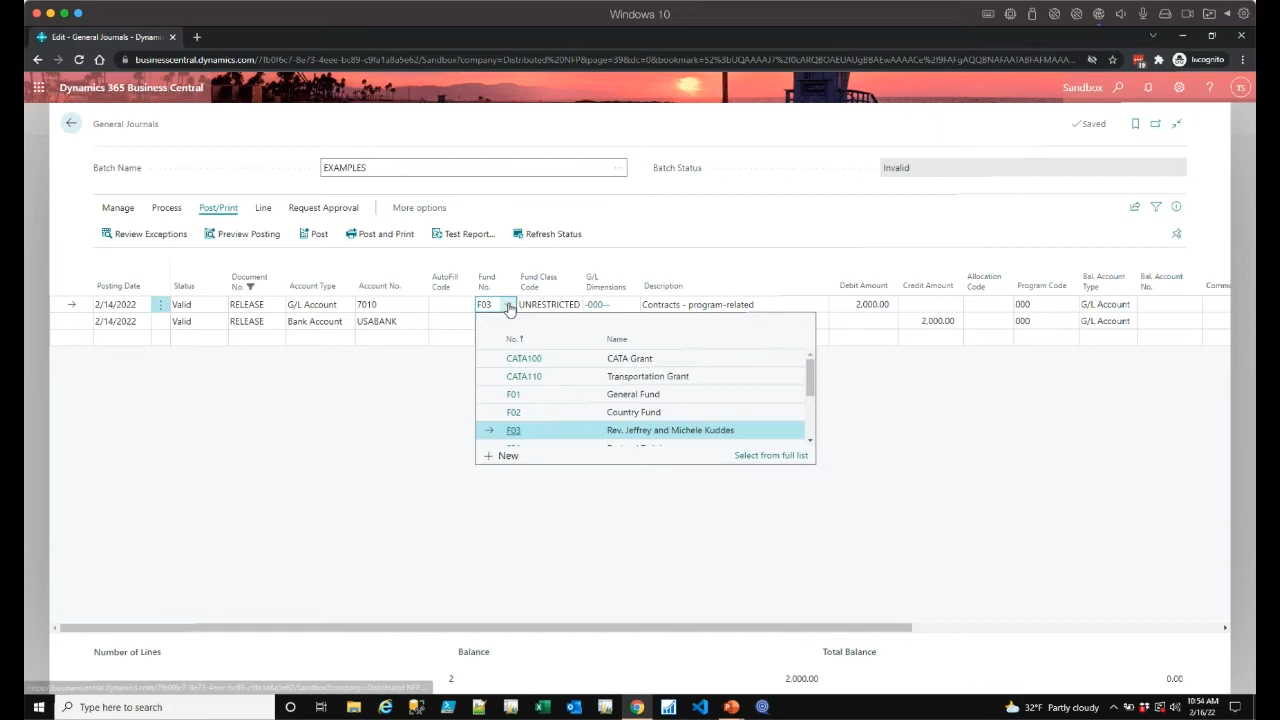 Windows 10
Edit - General Journals - Dynami
businesscentral.dynamics.com
Incognito
Dynamics 365 Business Central
Sandbox
TS
General Journals
Saved
Batch Name
EXAMPLES
Batch Status
Invalid
Manage Process Post/Print Line Request Approval More options
Review Exceptions Preview Posting Post Post and Print Test Report... Refresh Status
Posting Date Status Document No. Account Type Account No. AutoFill Code Fund No. Fund Class Code G/L Dimensions Description Debit Amount Credit Amount Allocation Code Program Code Bal. Account Type Bal. Account No. Comme
2/14/2022 Valid RELEASE G/L Account 7010 F03 UNRESTRICTED -000-- Contracts - program-related 2,000.00 000 G/L Account
2/14/2022 Valid RELEASE Bank Account USABANK 2,000.00 000 G/L Account
No. Name
CATA100 CATA Grant
CATA110 Transportation Grant
F01 General Fund
F02 Country Fund
F03 Rev. Jeffrey and Michele Kuddes
New Select from full list
Number of Lines Balance Total Balance
2 2,000.00 0.00
Type here to search
32°F Partly cloudy
10:54 AM
2/16/22